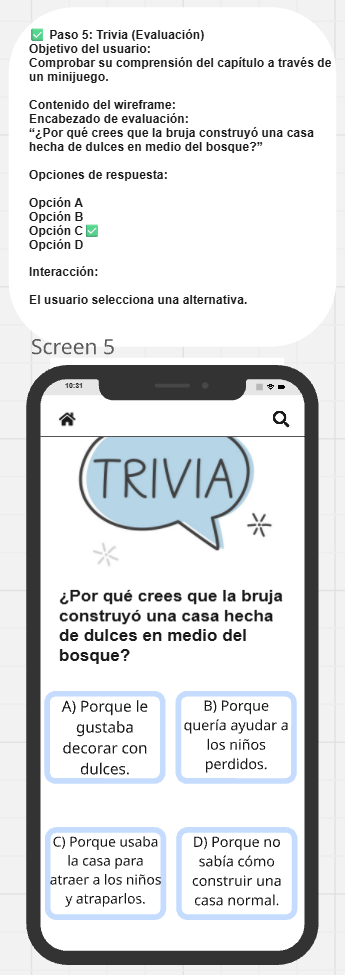 ✅ Paso 5: Trivia (Evaluación)
Objetivo del usuario:
Comprobar su comprensión del capítulo a través de
un minijuego.
Contenido del wireframe:
Encabezado de evaluación:
“¿Por qué crees que la bruja construyó una casa
hecha de dulces en medio del bosque?”
Opciones de respuesta:
Opción A
Opción B
Opción C ✅
Opción D
Interacción:
El usuario selecciona una alternativa.
Screen 5
10:31
TRIVIA
¿Por qué crees que la bruja
construyó una casa hecha
de dulces en medio del
bosque?
A) Porque le
gustaba
decorar con
dulces.
B) Porque
quería ayudar a
los niños
perdidos.
C) Porque usaba
la casa para
atraer a los niños
y atraparlos.
D) Porque no
sabía cómo
construir una
casa normal.